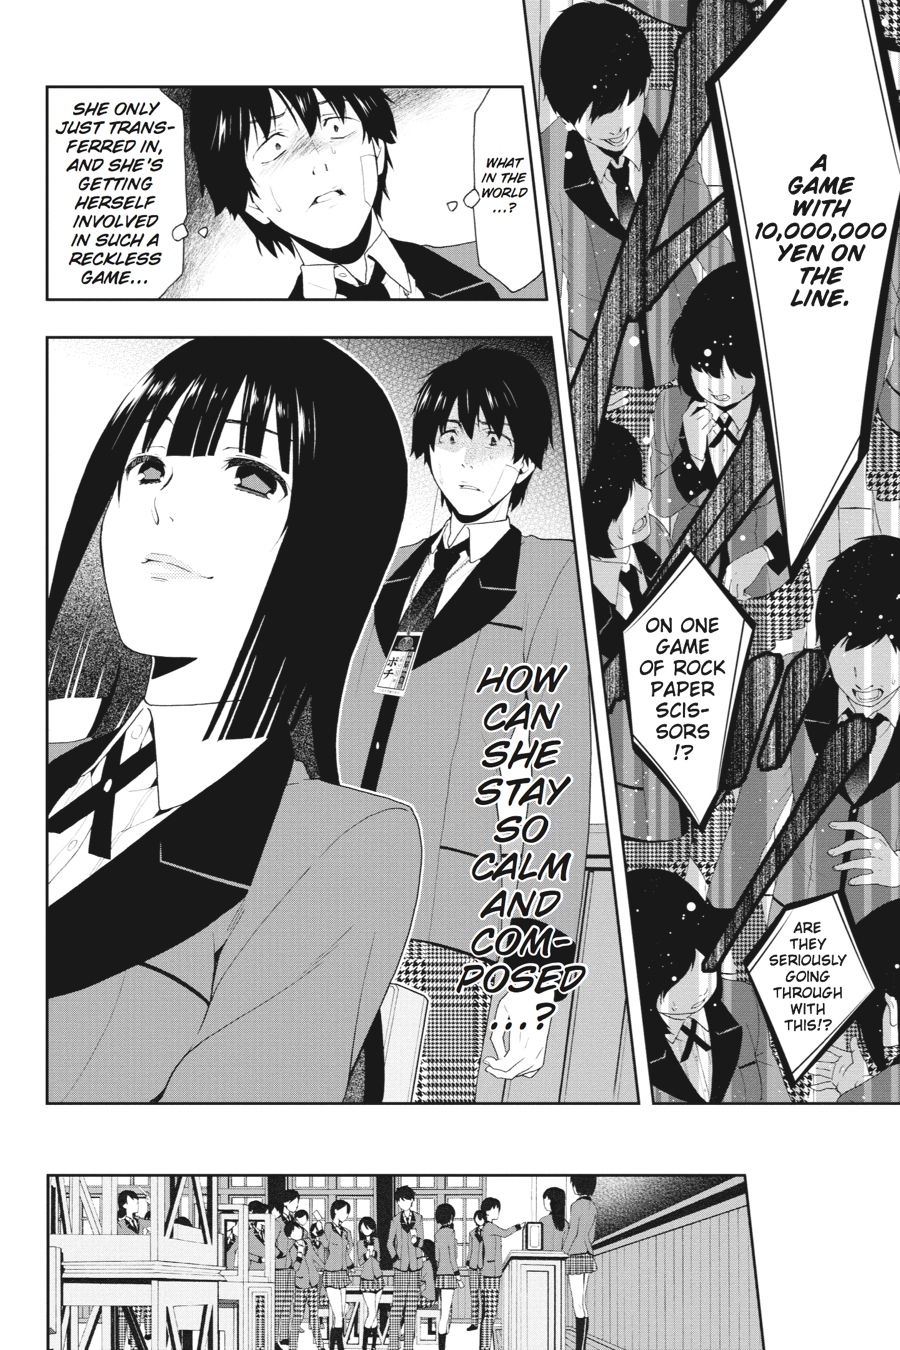 A
GAME
WITH
10,000,000
YEN ON
THE
LINE.
ON ONE
GAME
OF ROCK
PAPER
SCIS-
SORS
!?
ARE
THEY
SERIOUSLY
GOING
THROUGH
WITH
THIS!?
WHAT
IN THE
WORLD
...?
SHE ONLY
JUST TRANS-
FERRED IN,
AND SHE'S
GETTING
HERSELF
INVOLVED
IN SUCH A
RECKLESS
GAME...
ポチ
HOW
CAN
SHE
STAY
SO
CALM
AND
COM-
POSED
...?